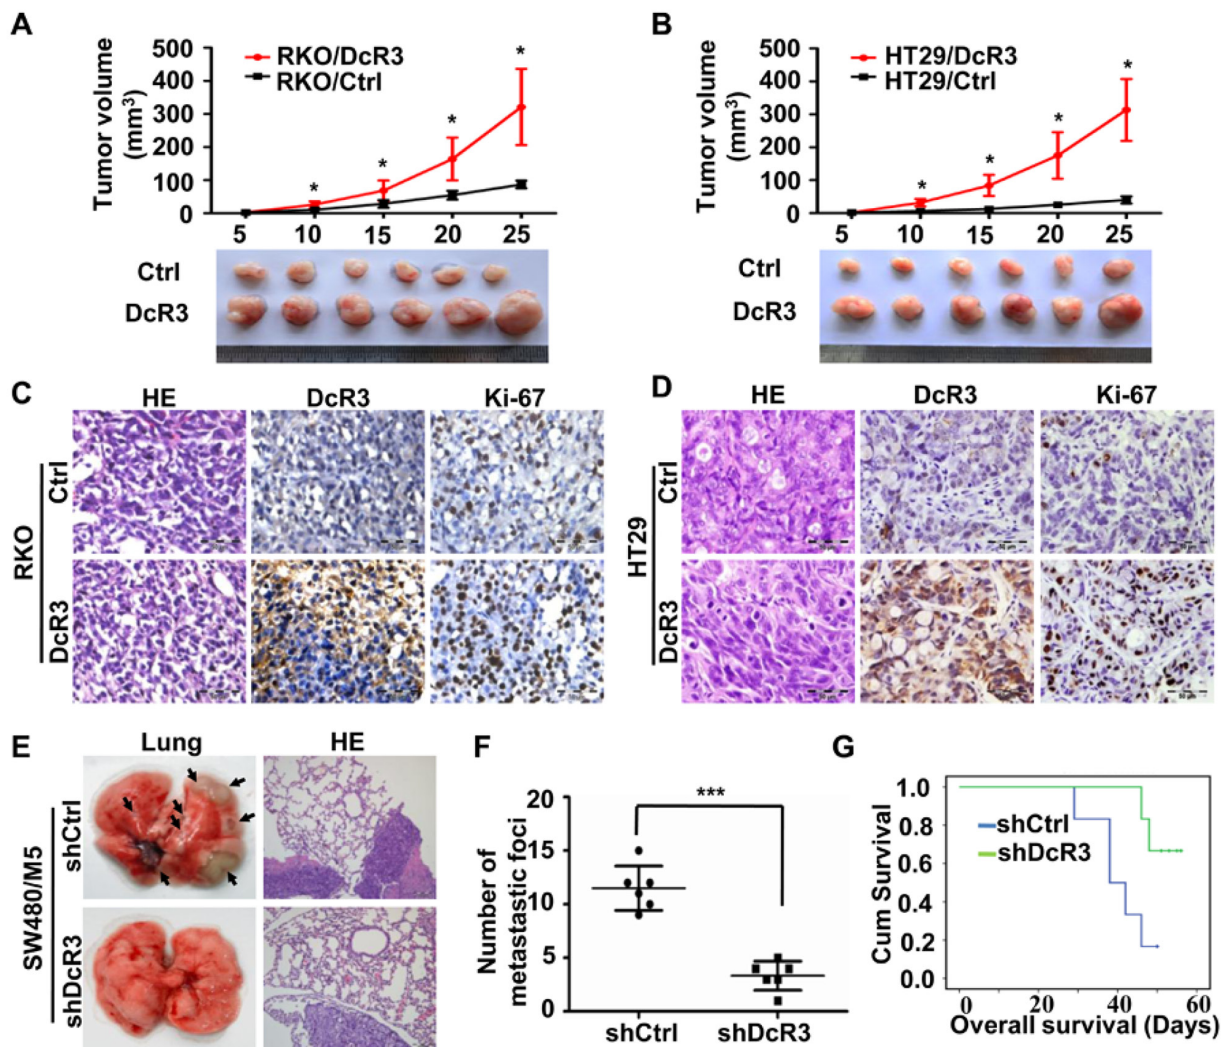 A
Tumor volume
(mm³)
500
400
300
200
100
0
RKO/DcR3
RKO/Ctrl
*
*
*
*
5 10 15 20 25
Ctrl
DcR3
B
Tumor volume
(mm³)
500
400
300
200
100
0
HT29/DcR3
HT29/Ctrl
*
*
*
*
5 10 15 20 25
Ctrl
DcR3
C
HE DcR3 Ki-67
RKO
Ctrl
DcR3
D
HE DcR3 Ki-67
HT29
Ctrl
DcR3
E
Lung HE
SW480/M5
shCtrl
shDcR3
F
Number of
metastastic foci
20
15
10
5
0
***
shCtrl shDcR3
G
Cum Survival
1.0
0.8
0.6
0.4
0.2
0.0
shCtrl
shDcR3
0 20 40 60
Overall survival (Days)